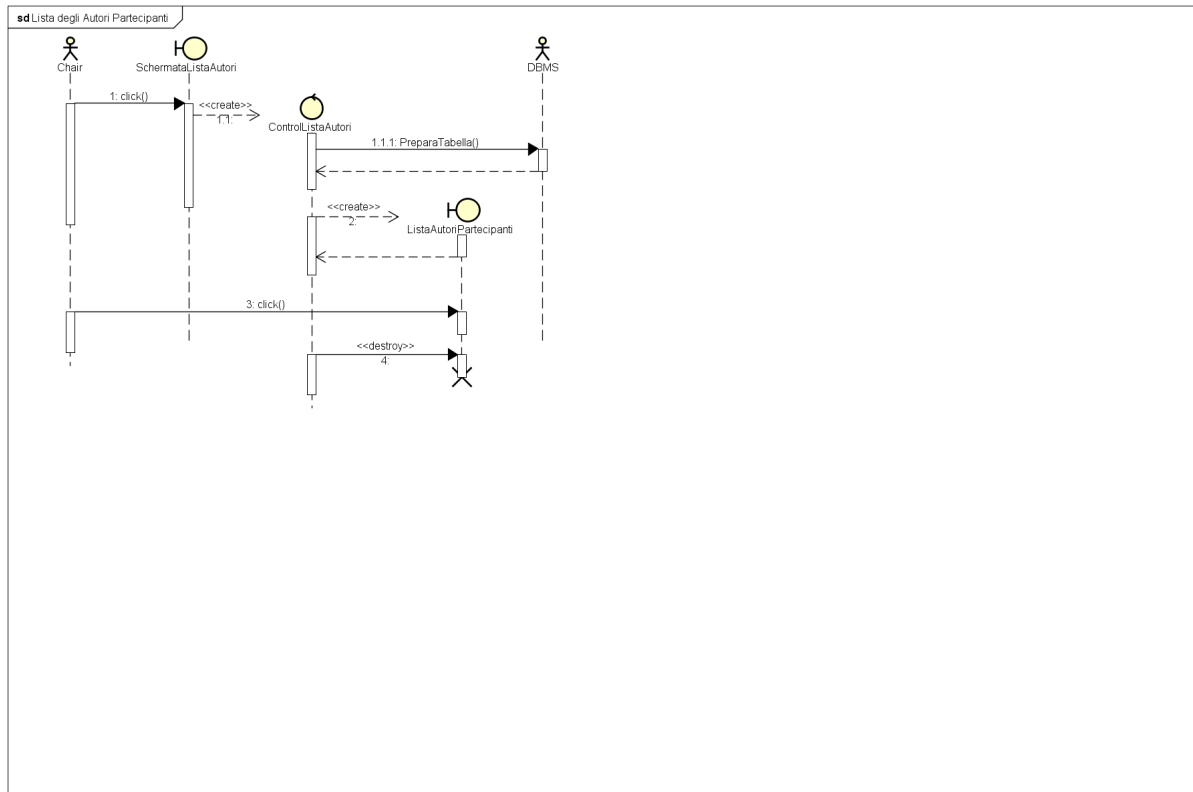 sd Lista degli Autori Partecipanti
Chair
SchermataListaAutori
DBMS
1: click()
<<create>>
1.1:
ControlListaAutori
1.1.1: PreparaTabella()
<<create>>
2:
ListaAutoriPartecipanti
3: click()
<<destroy>>
4: